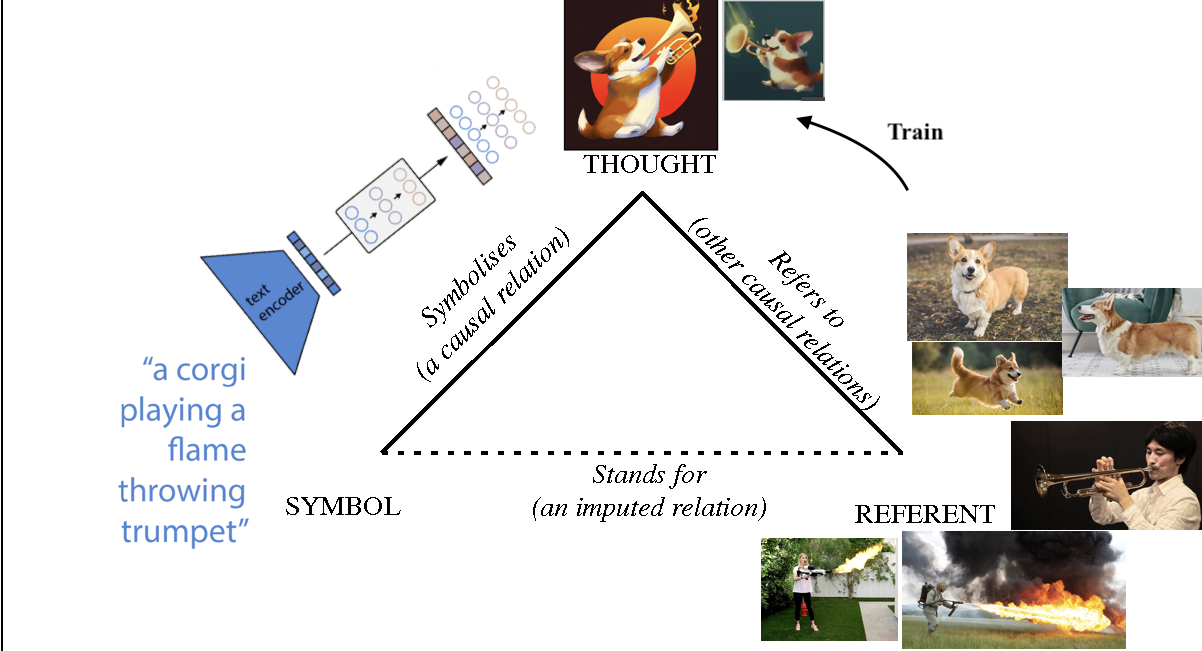 THOUGHT
Train
Symbolises
(a causal relation)
Refers to
(other causal relations)
text
encoder
“a corgi
playing a
flame
throwing
trumpet”
SYMBOL
Stands for
(an imputed relation)
REFERENT